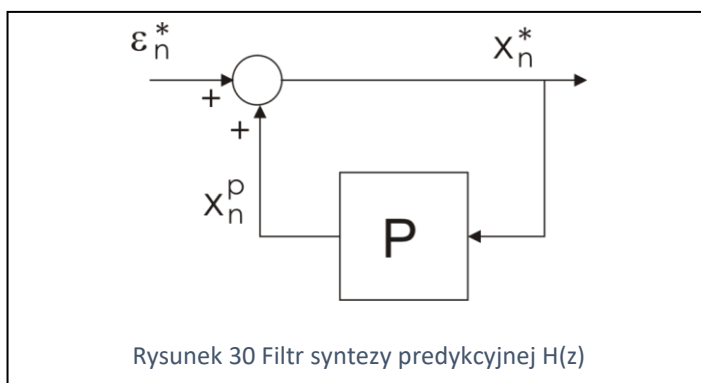 ε*n
x*n
+
+
xpn
P
Rysunek 30 Filtr syntezy predykcyjnej H(z)